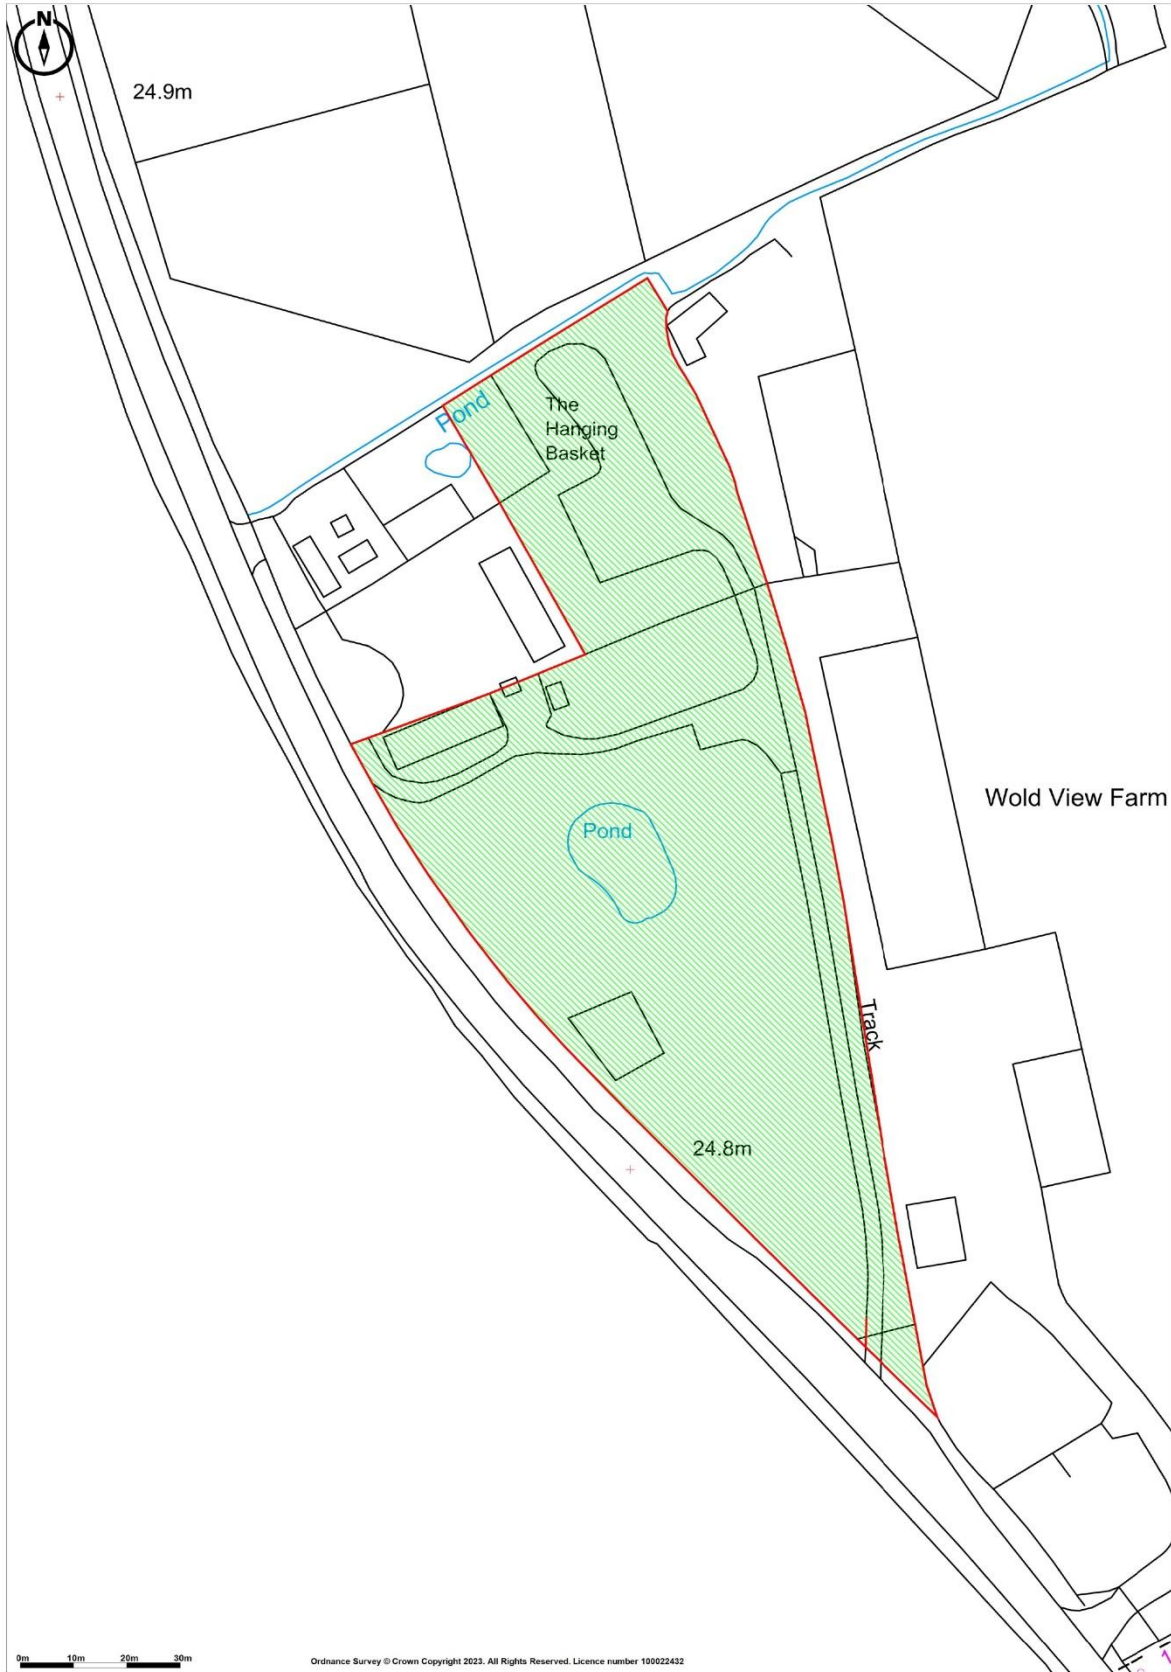 N
24.9m
Pond
The
Hanging
Basket
Pond
Wold View Farm
Track
24.8m
0m 10m 20m 30m
Ordnance Survey © Crown Copyright 2023. All Rights Reserved. Licence number 100022432